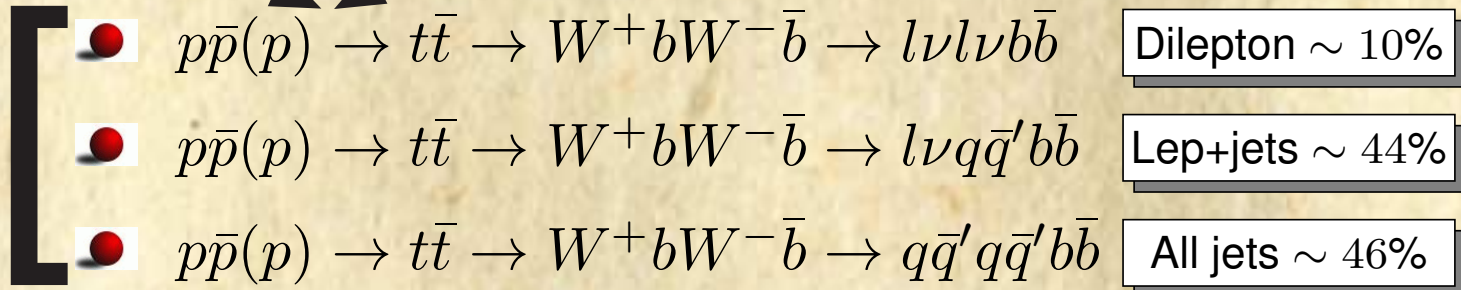 pp̄(p) → tt̄ → W⁺bW⁻b̄ → lνlνbb̄ Dilepton ∼ 10%
pp̄(p) → tt̄ → W⁺bW⁻b̄ → lνqq̄′bb̄ Lep+jets ∼ 44%
pp̄(p) → tt̄ → W⁺bW⁻b̄ → qq̄′qq̄′bb̄ All jets ∼ 46%